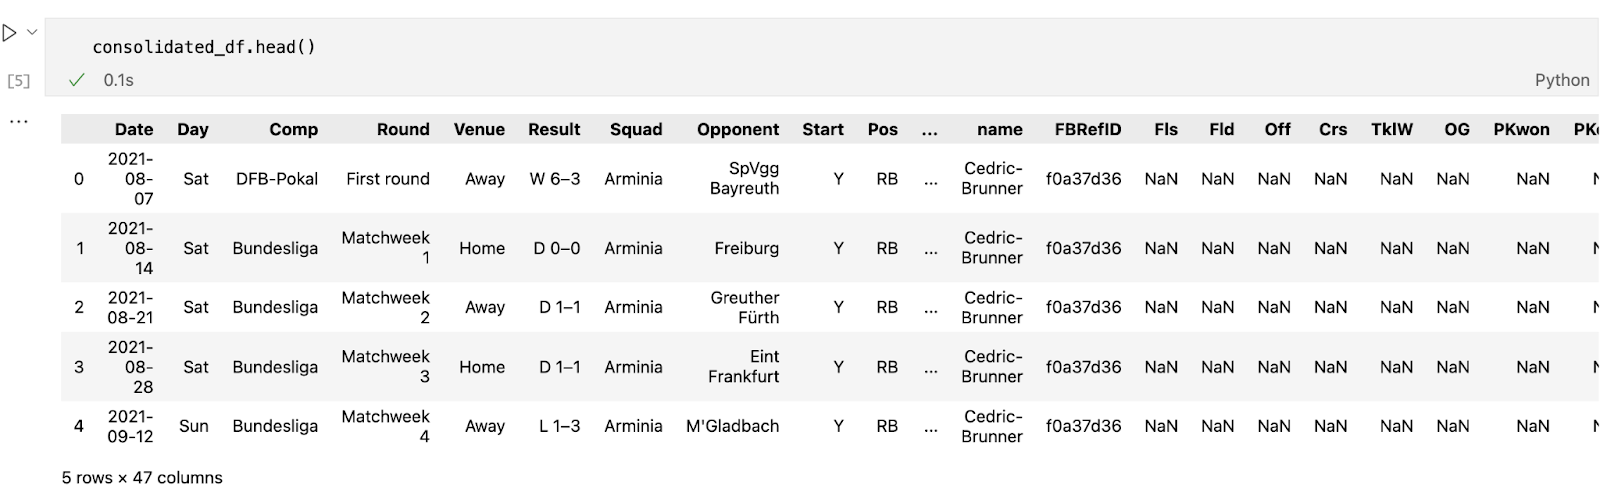 consolidated_df.head()
[5] 0.1s Python
...
Date Day Comp Round Venue Result Squad Opponent Start Pos ... name FBRefID Fls Fld Off Crs TklW OG PKwon
0 2021-08-07 Sat DFB-Pokal First round Away W 6–3 Arminia SpVgg Bayreuth Y RB ... Cedric-Brunner f0a37d36 NaN NaN NaN NaN NaN NaN NaN
1 2021-08-14 Sat Bundesliga Matchweek 1 Home D 0–0 Arminia Freiburg Y RB ... Cedric-Brunner f0a37d36 NaN NaN NaN NaN NaN NaN NaN
2 2021-08-21 Sat Bundesliga Matchweek 2 Away D 1–1 Arminia Greuther Fürth Y RB ... Cedric-Brunner f0a37d36 NaN NaN NaN NaN NaN NaN NaN
3 2021-08-28 Sat Bundesliga Matchweek 3 Home D 1–1 Arminia Eint Frankfurt Y RB ... Cedric-Brunner f0a37d36 NaN NaN NaN NaN NaN NaN NaN
4 2021-09-12 Sun Bundesliga Matchweek 4 Away L 1–3 Arminia M'Gladbach Y RB ... Cedric-Brunner f0a37d36 NaN NaN NaN NaN NaN NaN NaN
5 rows × 47 columns